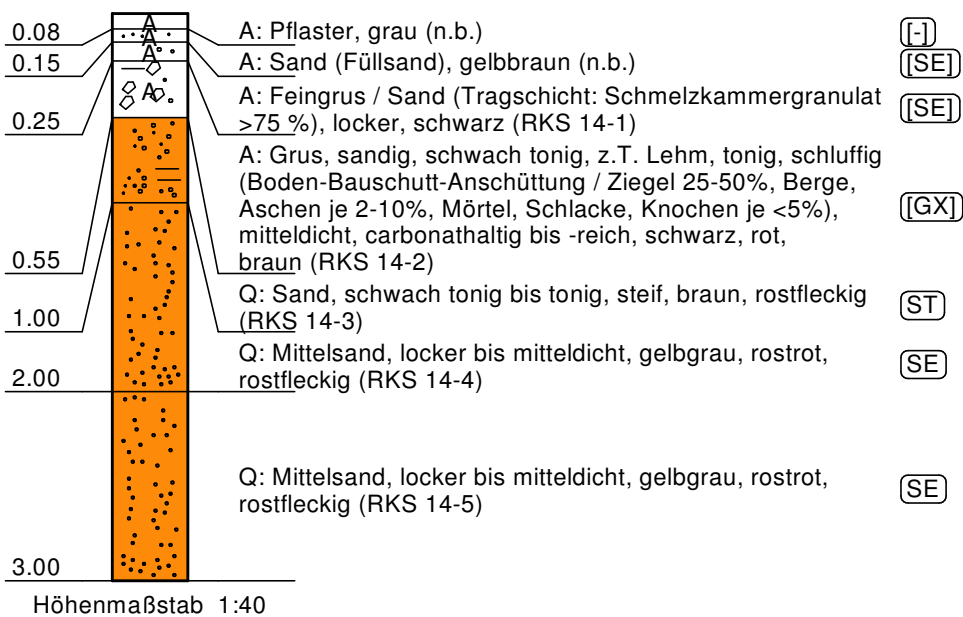 0.08 A A: Pflaster, grau (n.b.) [-]
A
0.15 A: Sand (Füllsand), gelbbraun (n.b.) [SE]
A
A: Feingrus / Sand (Tragschicht: Schmelzkammergranulat [SE]
A
0.25 >75 %), locker, schwarz (RKS 14-1)
A: Grus, sandig, schwach tonig, z.T. Lehm, tonig, schluffig
(Boden-Bauschutt-Anschüttung / Ziegel 25-50%, Berge,
Aschen je 2-10%, Mörtel, Schlacke, Knochen je <5%), [GX]
mitteldicht, carbonathaltig bis -reich, schwarz, rot,
0.55 braun (RKS 14-2)
Q: Sand, schwach tonig bis tonig, steif, braun, rostfleckig ST
1.00 (RKS 14-3)
Q: Mittelsand, locker bis mitteldicht, gelbgrau, rostrot, SE
2.00 rostfleckig (RKS 14-4)
Q: Mittelsand, locker bis mitteldicht, gelbgrau, rostrot, SE
rostfleckig (RKS 14-5)
3.00
Höhenmaßstab 1:40